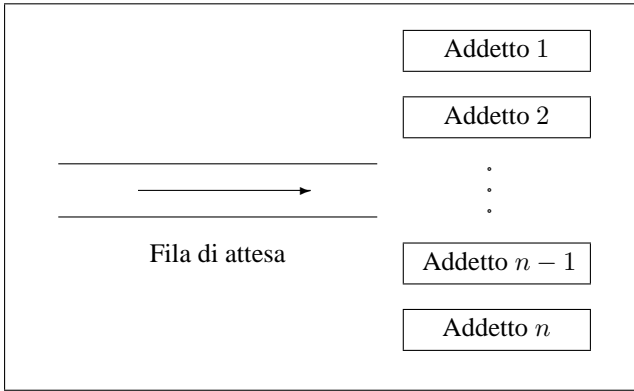 Addetto 1
Addetto 2
Fila di attesa
Addetto n − 1
Addetto n